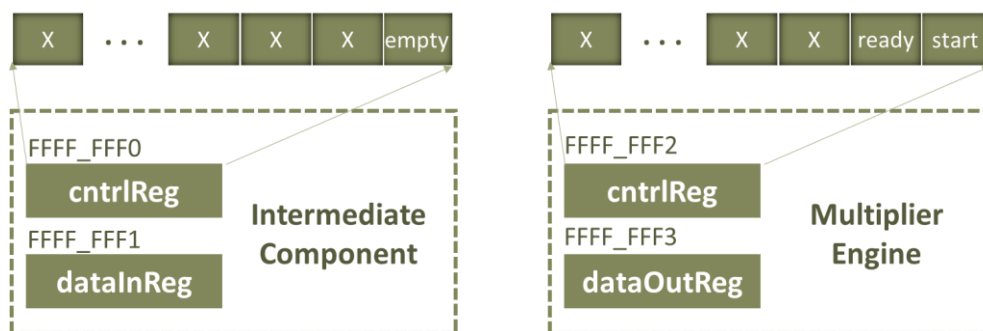 X ... X X X empty
FFFF_FFF0
cntrlReg
FFFF_FFF1
dataInReg
Intermediate
Component
X ... X X ready start
FFFF_FFF2
cntrlReg
FFFF_FFF3
dataOutReg
Multiplier
Engine